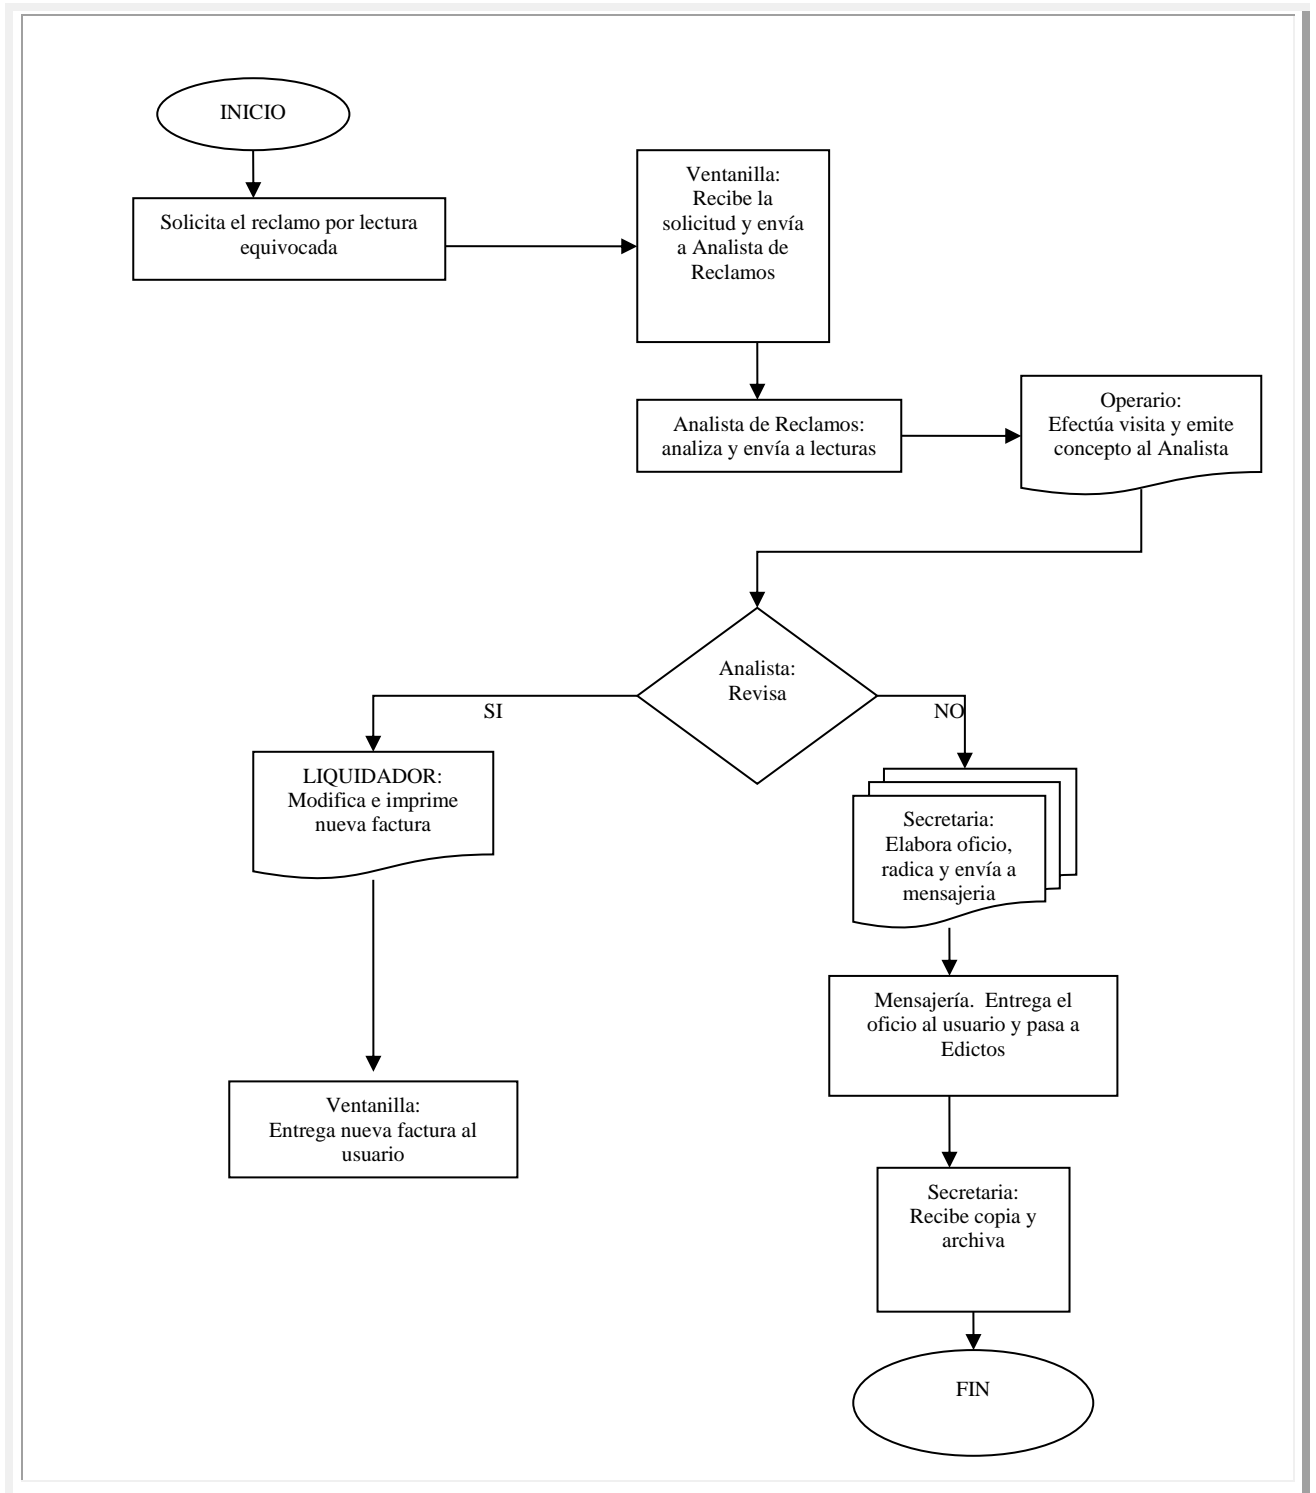 INICIO
Solicita el reclamo por lectura
equivocada
Ventanilla:
Recibe la
solicitud y envía
a Analista de
Reclamos
Analista de Reclamos:
analiza y envía a lecturas
Operario:
Efectúa visita y emite
concepto al Analista
Analista:
Revisa
SI
NO
LIQUIDADOR:
Modifica e imprime
nueva factura
Secretaria:
Elabora oficio,
radica y envía a
mensajeria
Mensajería.  Entrega el
oficio al usuario y pasa a
Edictos
Ventanilla:
Entrega nueva factura al
usuario
Secretaria:
Recibe copia y
archiva
FIN